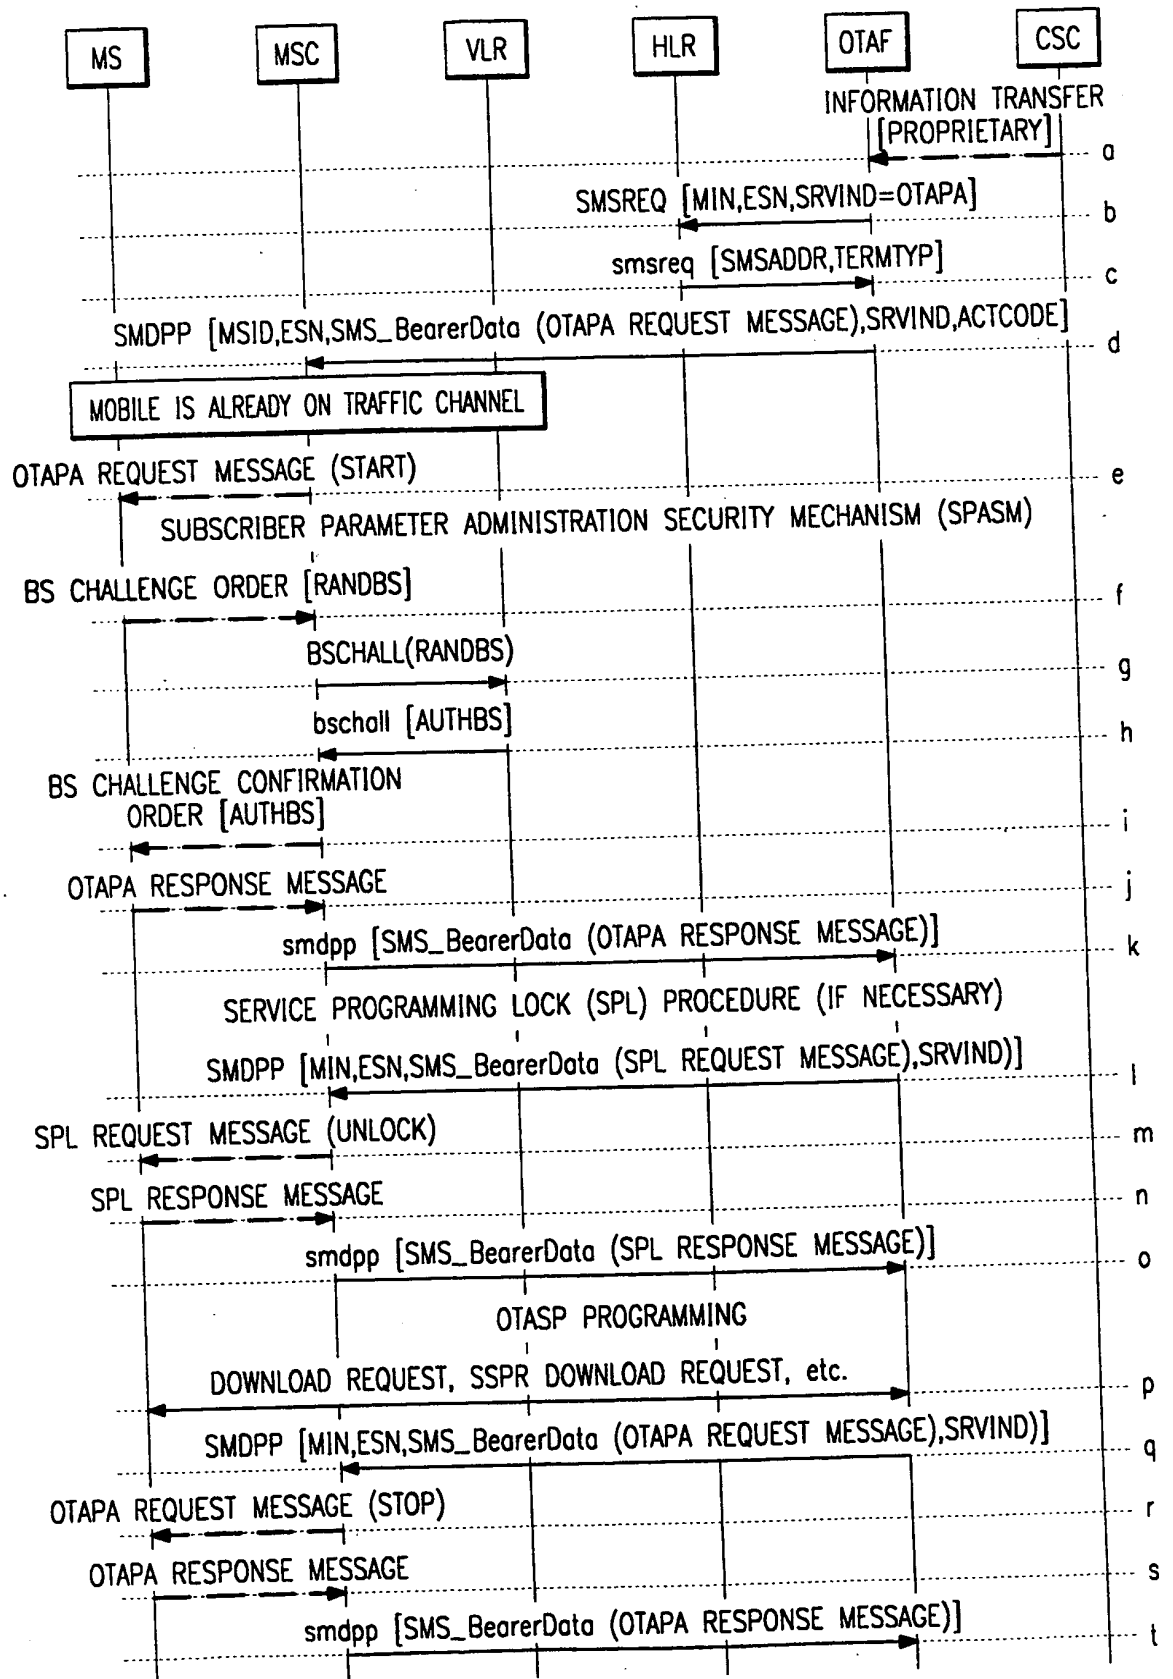 MS MSC VLR HLR OTAF CSC
INFORMATION TRANSFER
[PROPRIETARY]
a
SMSREQ [MIN,ESN,SRVIND=OTAPA]
b
smsreq [SMSADDR,TERMTYP]
c
SMDPP [MSID,ESN,SMS_BearerData (OTAPA REQUEST MESSAGE),SRVIND,ACTCODE]
d
MOBILE IS ALREADY ON TRAFFIC CHANNEL
OTAPA REQUEST MESSAGE (START)
e
SUBSCRIBER PARAMETER ADMINISTRATION SECURITY MECHANISM (SPASM)
BS CHALLENGE ORDER [RANDBS]
f
BSCHALL(RANDBS)
g
bschall [AUTHBS]
h
BS CHALLENGE CONFIRMATION
ORDER [AUTHBS]
i
OTAPA RESPONSE MESSAGE
j
smdpp [SMS_BearerData (OTAPA RESPONSE MESSAGE)]
k
SERVICE PROGRAMMING LOCK (SPL) PROCEDURE (IF NECESSARY)
SMDPP [MIN,ESN,SMS_BearerData (SPL REQUEST MESSAGE),SRVIND)]
l
SPL REQUEST MESSAGE (UNLOCK)
m
SPL RESPONSE MESSAGE
n
smdpp [SMS_BearerData (SPL RESPONSE MESSAGE)]
o
OTASP PROGRAMMING
DOWNLOAD REQUEST, SSPR DOWNLOAD REQUEST, etc.
p
SMDPP [MIN,ESN,SMS_BearerData (OTAPA REQUEST MESSAGE),SRVIND)]
q
OTAPA REQUEST MESSAGE (STOP)
r
OTAPA RESPONSE MESSAGE
s
smdpp [SMS_BearerData (OTAPA RESPONSE MESSAGE)]
t